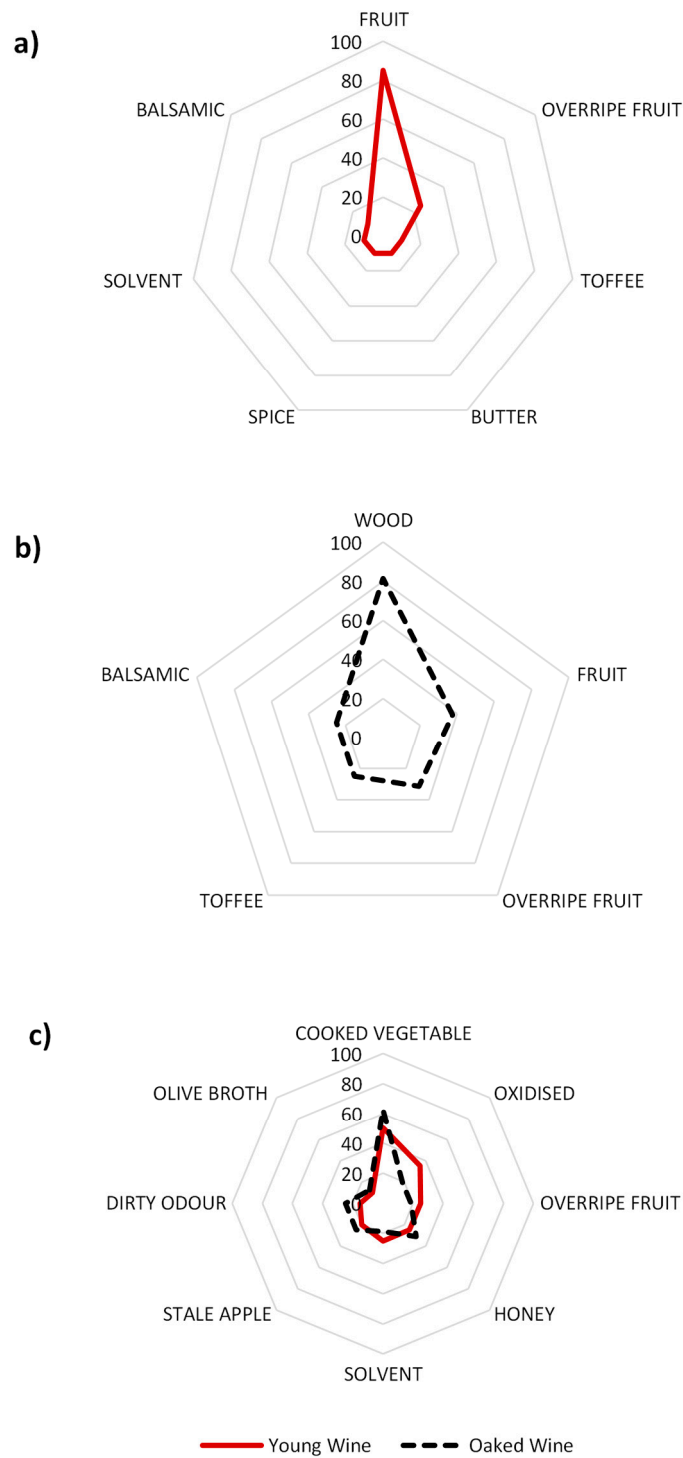 a)
FRUIT
100
80
60
40
20
0
BALSAMIC
OVERRIPE FRUIT
SOLVENT
TOFFEE
SPICE
BUTTER
b)
WOOD
100
80
60
40
20
0
BALSAMIC
FRUIT
TOFFEE
OVERRIPE FRUIT
c)
COOKED VEGETABLE
100
80
60
40
20
0
OLIVE BROTH
OXIDISED
DIRTY ODOUR
OVERRIPE FRUIT
STALE APPLE
HONEY
SOLVENT
Young Wine
Oaked Wine